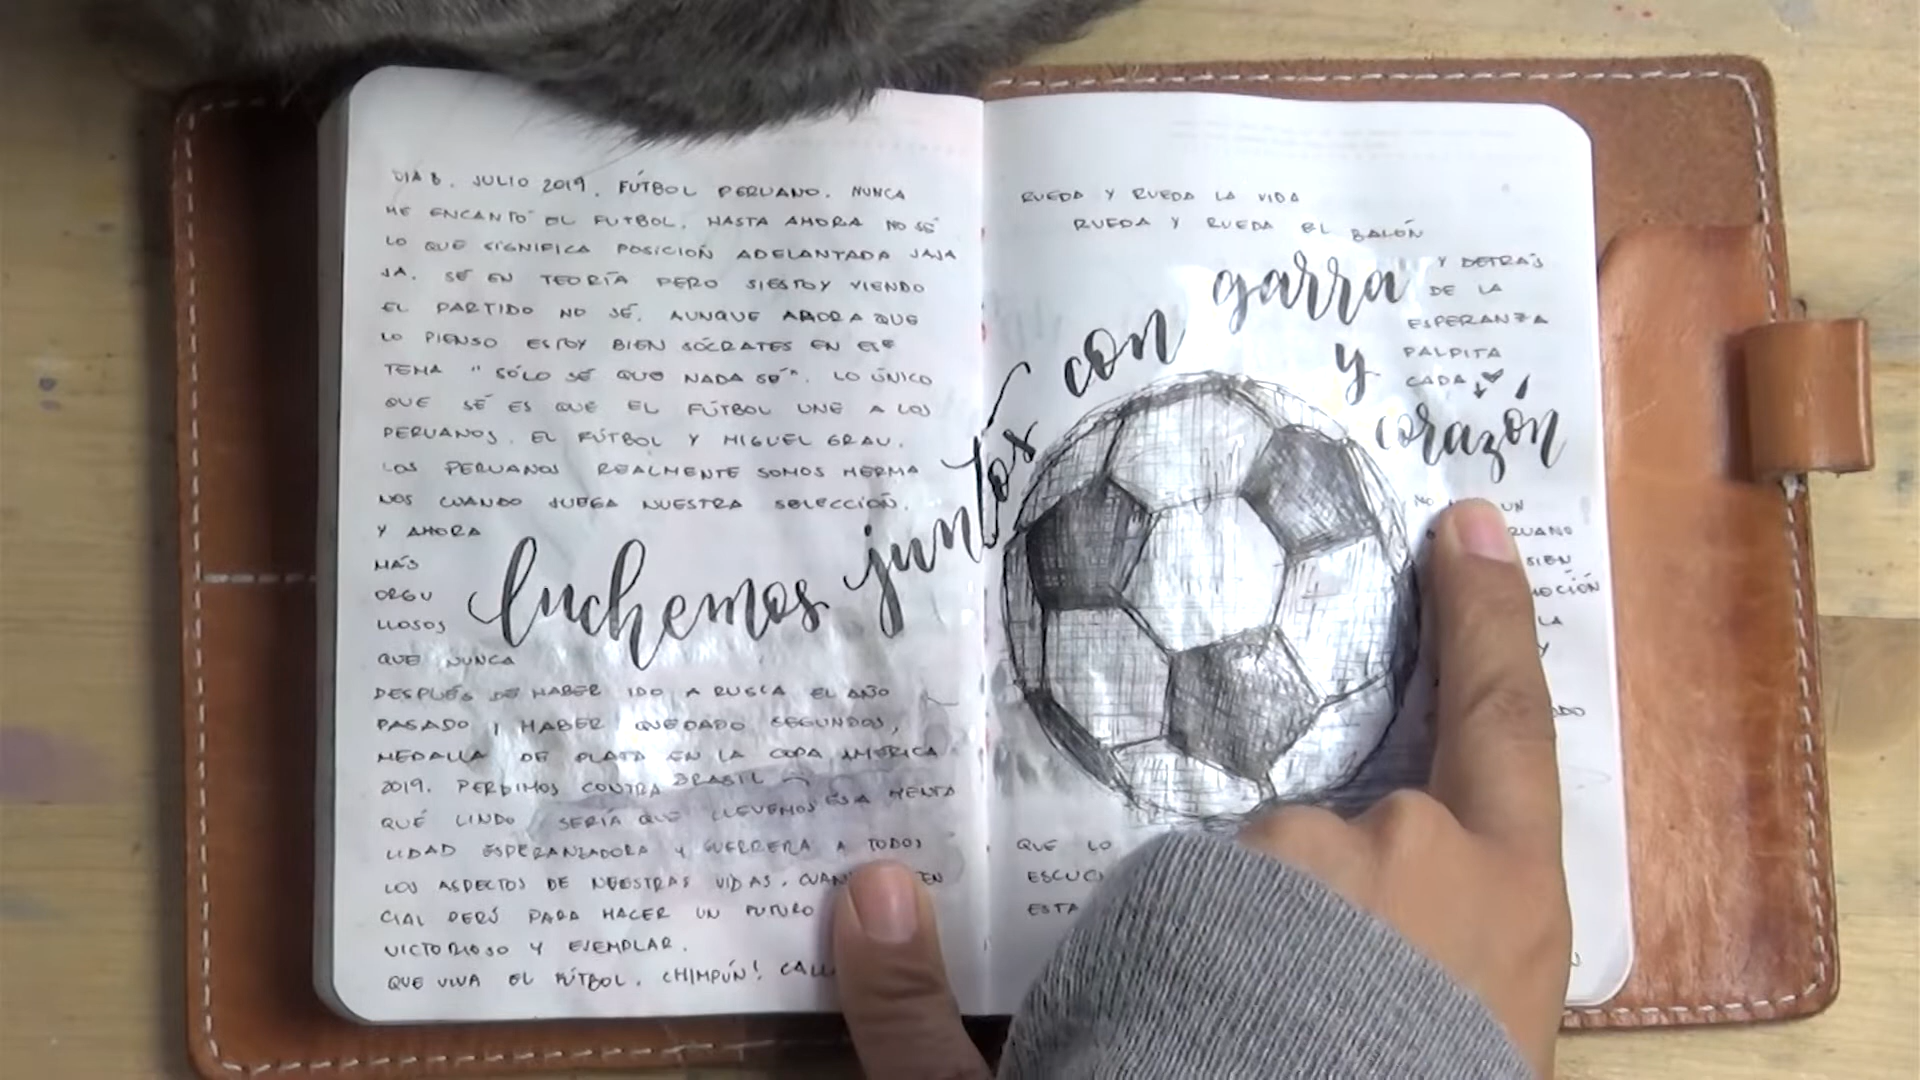 DIA 8. JULIO 2019. FÚTBOL PERUANO. NUNCA
ME ENCANTÓ EL FUTBOL. HASTA AHORA NO SÉ
LO QUE SIGNIFICA POSICIÓN ADELANTADA JAJA
JA. SÉ EN TEORÍA PERO SI ESTOY VIENDO
EL PARTIDO NO SÉ. AUNQUE AHORA QUE
LO PIENSO ESTOY BIEN SÓCRATES EN ESE
TEMA "SÓLO SÉ QUE NADA SÉ". LO ÚNICO
QUE SÉ ES QUE EL FÚTBOL UNE A LOS
PERUANOS. EL FÚTBOL Y MIGUEL GRAU.
LOS PERUANOS REALMENTE SOMOS HERMA
NOS CUANDO JUEGA NUESTRA SELECCIÓN.
Y AHORA
MÁS
ORGU
LLOSOS
QUE NUNCA
DESPUÉS DE HABER IDO A RUSIA EL AÑO
PASADO Y HABER QUEDADO SEGUNDOS,
MEDALLA DE PLATA EN LA COPA AMÉRICA
2019. PERDIMOS CONTRA BRASIL
QUÉ LINDO SERÍA QUE LLEVEMOS ESA MENTA
LIDAD ESPERANZADORA Y GUERRERA A TODOS
LOS ASPECTOS DE NUESTRAS VIDAS. EN
CIAL PERÚ PARA HACER UN FUTURO
VICTORIOSO Y EJEMPLAR.
QUE VIVA EL FÚTBOL. CHIMPÚN!
luchemos juntos con garra y corazón
RUEDA Y RUEDA LA VIDA
RUEDA Y RUEDA EL BALÓN
Y DETRÁS
DE LA
ESPERANZA
PALPITA
CADA
NO UN
LA
Y
QUE LO